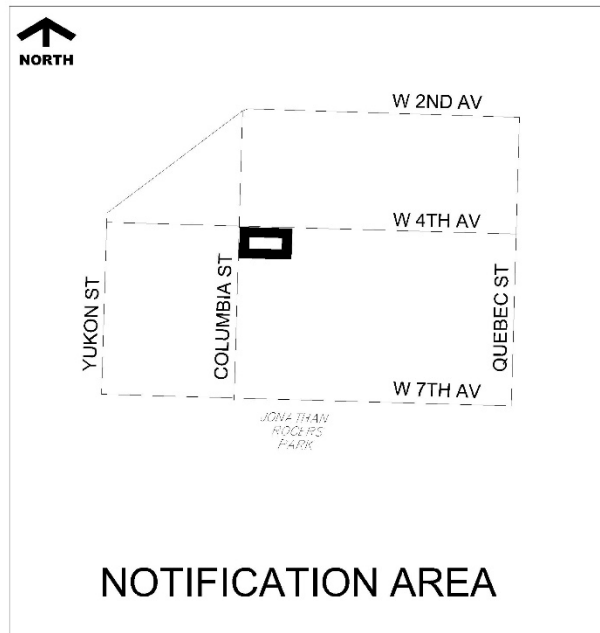 NORTH
W 2ND AV
W 4TH AV
YUKON ST
COLUMBIA ST
QUEBEC ST
W 7TH AV
JONATHAN
ROGERS
PARK
NOTIFICATION AREA